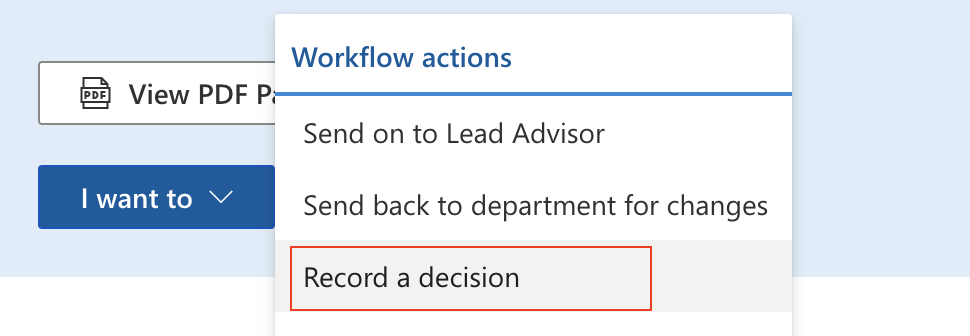 Workflow actions
PDF View PDF
Send on to Lead Advisor
I want to
Send back to department for changes
Record a decision